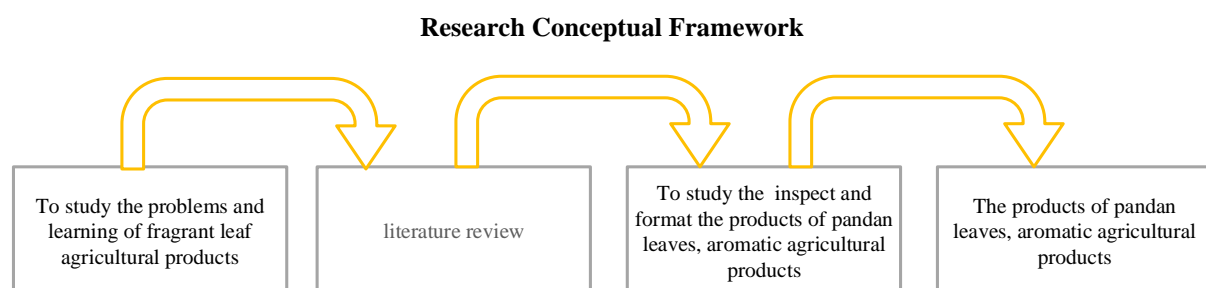 Research Conceptual Framework
To study the problems and
learning of fragrant leaf
agricultural products
literature review
To study the inspect and
format the products of pandan
leaves, aromatic agricultural
products
The products of pandan
leaves, aromatic agricultural
products